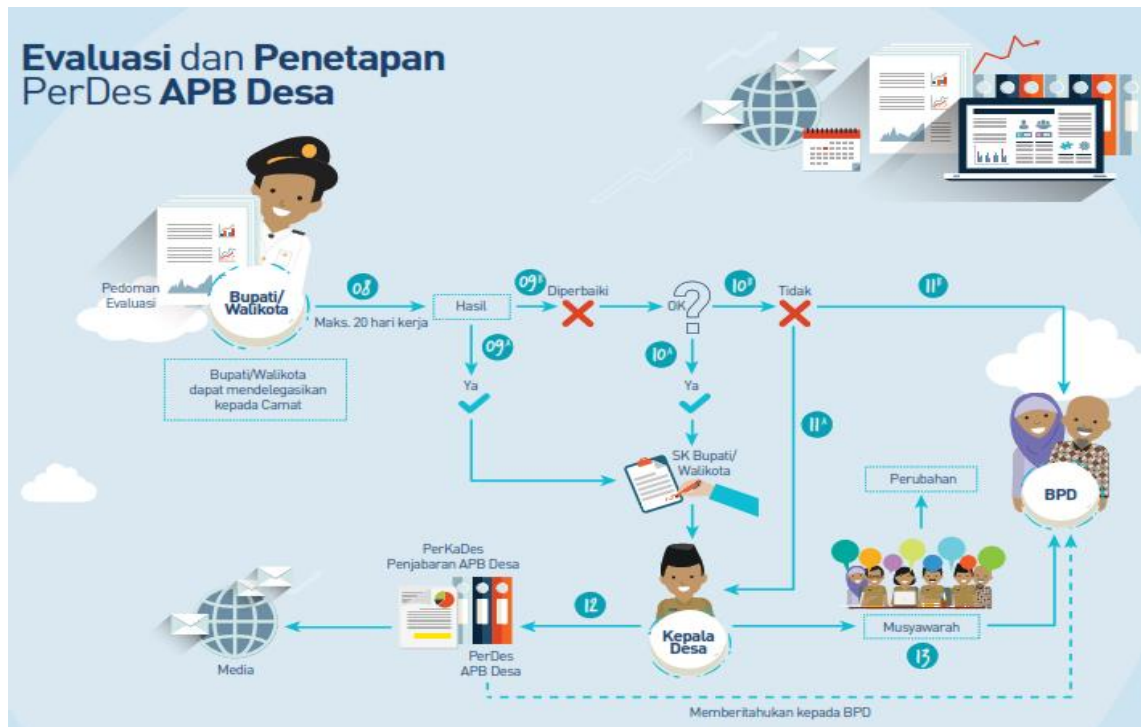 Evaluasi dan Penetapan
PerDes APB Desa
Pedoman
Evaluasi
Bupati/
Walikota
08
Maks. 20 hari kerja
Hasil
09B
Diperbaiki
OK
?
10B
Tidak
11B
09A
Ya
10A
Ya
11A
Bupati/Walikota
dapat mendelegasikan
kepada Camat
SK Bupati/
Walikota
Perubahan
BPD
PerKaDes
Penjabaran APB Desa
12
Kepala
Desa
Musyawarah
13
Media
PerDes
APB Desa
Memberitahukan kepada BPD